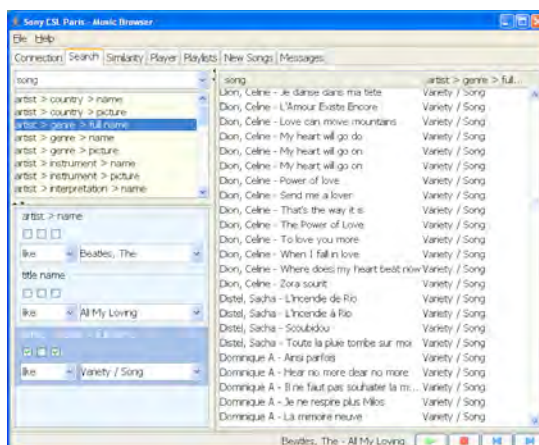 Sony CSL Paris - Music Browser
File Help
Connection Search Similarity Player Playlists New Songs Messages
song
artist > country > name
artist > country > picture
artist > genre > full name
artist > genre > name
artist > genre > picture
artist > instrument > name
artist > instrument > picture
artist > interpretation > name
artist > name
like Beatles, The
title name
like All My Loving
like Variety / Song
song artist > genre > full...
Dion, Celine - Je danse dans ma tete Variety / Song
Dion, Celine - L'Amour Existe Encore Variety / Song
Dion, Celine - Love can move mountains Variety / Song
Dion, Celine - My heart will go do Variety / Song
Dion, Celine - My heart will go on Variety / Song
Dion, Celine - My heart will go on Variety / Song
Dion, Celine - Power of love Variety / Song
Dion, Celine - Send me a lover Variety / Song
Dion, Celine - That's the way it is Variety / Song
Dion, Celine - The Power of Love Variety / Song
Dion, Celine - To love you more Variety / Song
Dion, Celine - When I fall in love Variety / Song
Dion, Celine - Where does my heart beat now Variety / Song
Dion, Celine - Zora sourit Variety / Song
Distel, Sacha - L'incendie de Rio Variety / Song
Distel, Sacha - L'incendie à Rio Variety / Song
Distel, Sacha - Scoubidou Variety / Song
Distel, Sacha - Toute la pluie tombe sur moi Variety / Song
Dominique A - Ainsi parfois Variety / Song
Dominique A - Hear no more dear no more Variety / Song
Dominique A - Il ne faut pas souhaiter la m... Variety / Song
Dominique A - Je ne respire plus Milos Variety / Song
Dominique A - La mmoire neuve Variety / Song
Beatles, The - All My Loving